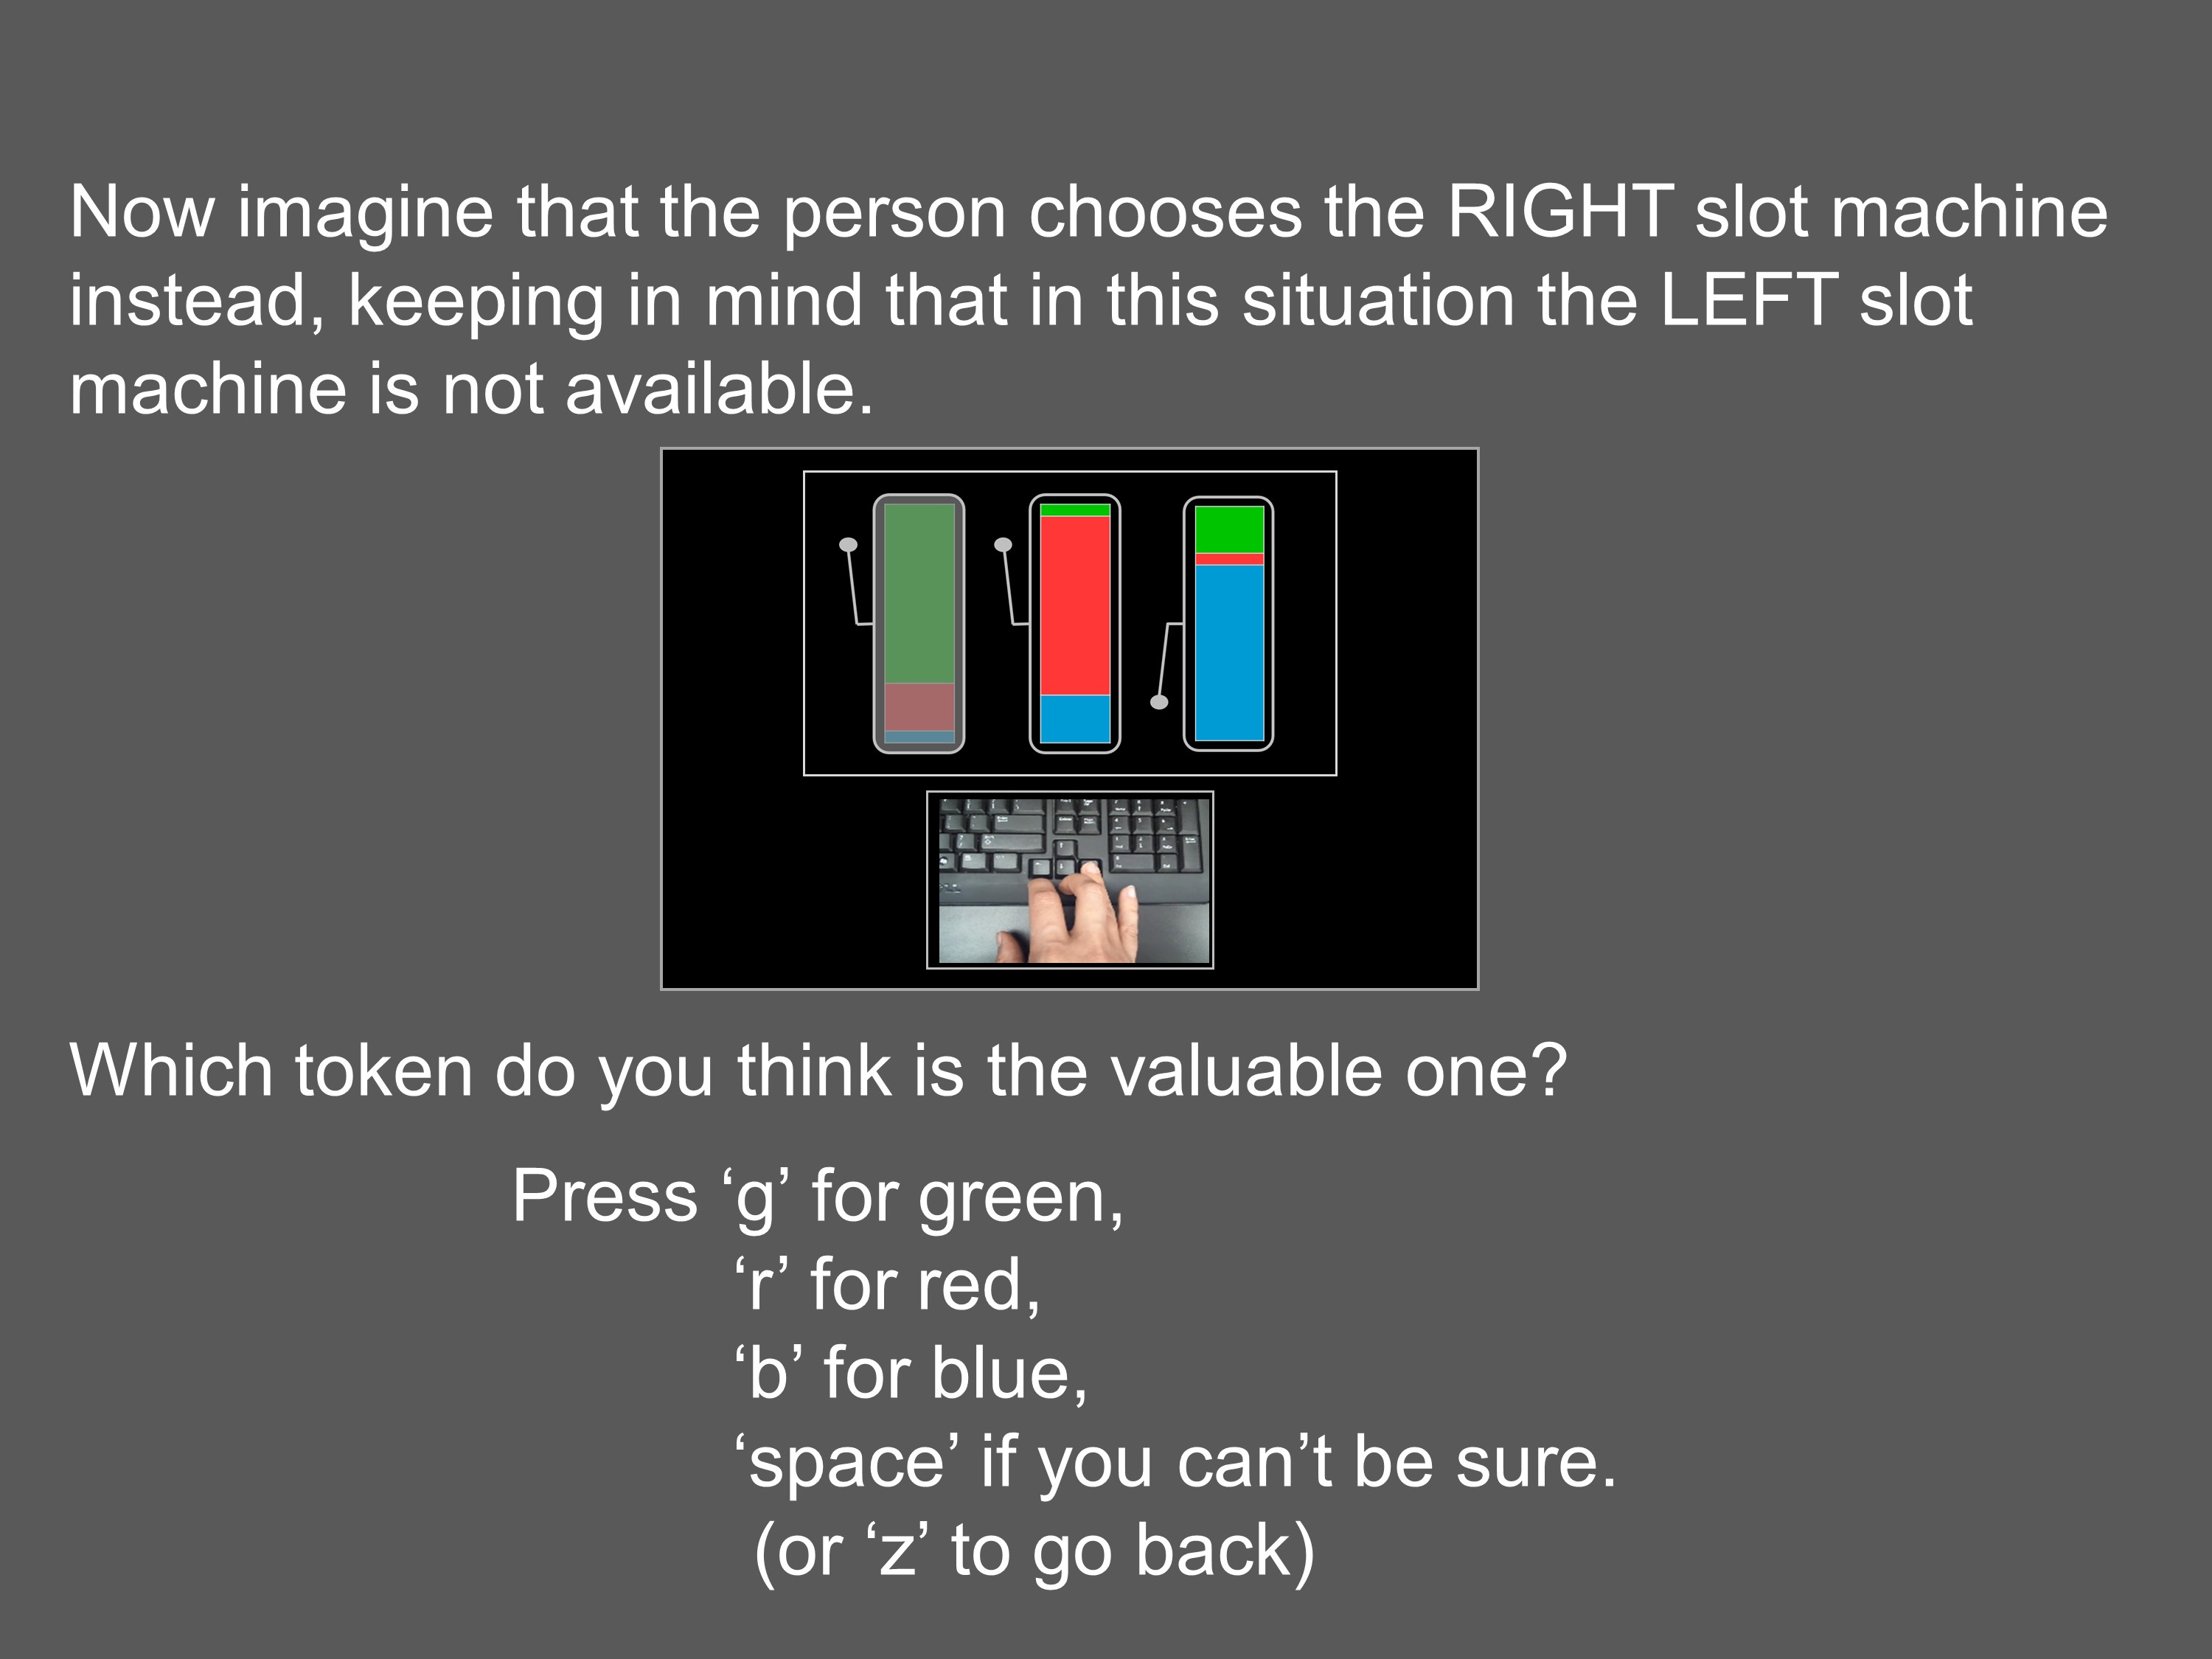 Now imagine that the person chooses the RIGHT slot machine
instead, keeping in mind that in this situation the LEFT slot
machine is not available.
Which token do you think is the valuable one?
Press ‘g’ for green,
‘r’ for red,
‘b’ for blue,
‘space’ if you can’t be sure.
(or ‘z’ to go back)